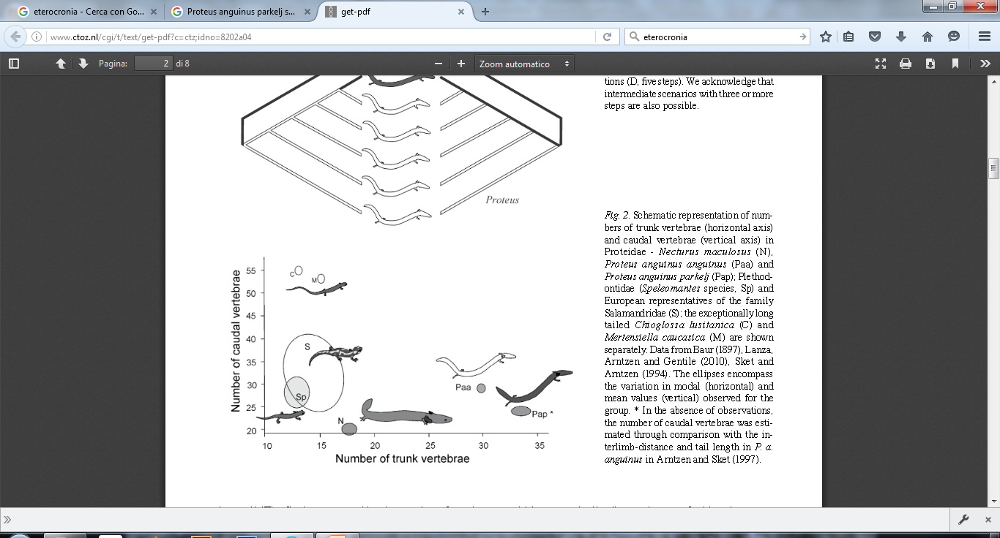 eterocronia - Cerca con Go...
Proteus anguinus parkelj s...
get-pdf
www.ctoz.nl/cgi/t/text/get-pdf?c=ctz;idno=8202a04
eterocronia
Pagina: 2 di 8
Zoom automatico
tions (D, five steps). We acknowledge that
intermediate scenarios with three or more
steps are also possible.
Proteus
Fig. 2. Schematic representation of num-
bers of trunk vertebrae (horizontal axis)
and caudal vertebrae (vertical axis) in
Proteidae - Necturus maculosus (N),
Proteus anguinus anguinus (Paa) and
Proteus anguinus parkelj (Pap); Plethod-
ontidae (Speleomantes species, Sp) and
European representatives of the family
Salamandridae (S); the exceptionally long
tailed Chioglossa lusitanica (C) and
Mertensiella caucasica (M) are shown
separately. Data from Baur (1897), Lanza,
Arntzen and Gentile (2010), Sket and
Arntzen (1994). The ellipses encompass
the variation in modal (horizontal) and
mean values (vertical) observed for the
group. * In the absence of observations,
the number of caudal vertebrae was esti-
mated through comparison with the in-
terlimb-distance and tail length in P. a.
anguinus in Arntzen and Sket (1997).
Number of caudal vertebrae
55
50
45
40
35
30
25
20
C
M
S
Sp
N
Paa
Pap *
10
15
20
25
30
35
Number of trunk vertebrae